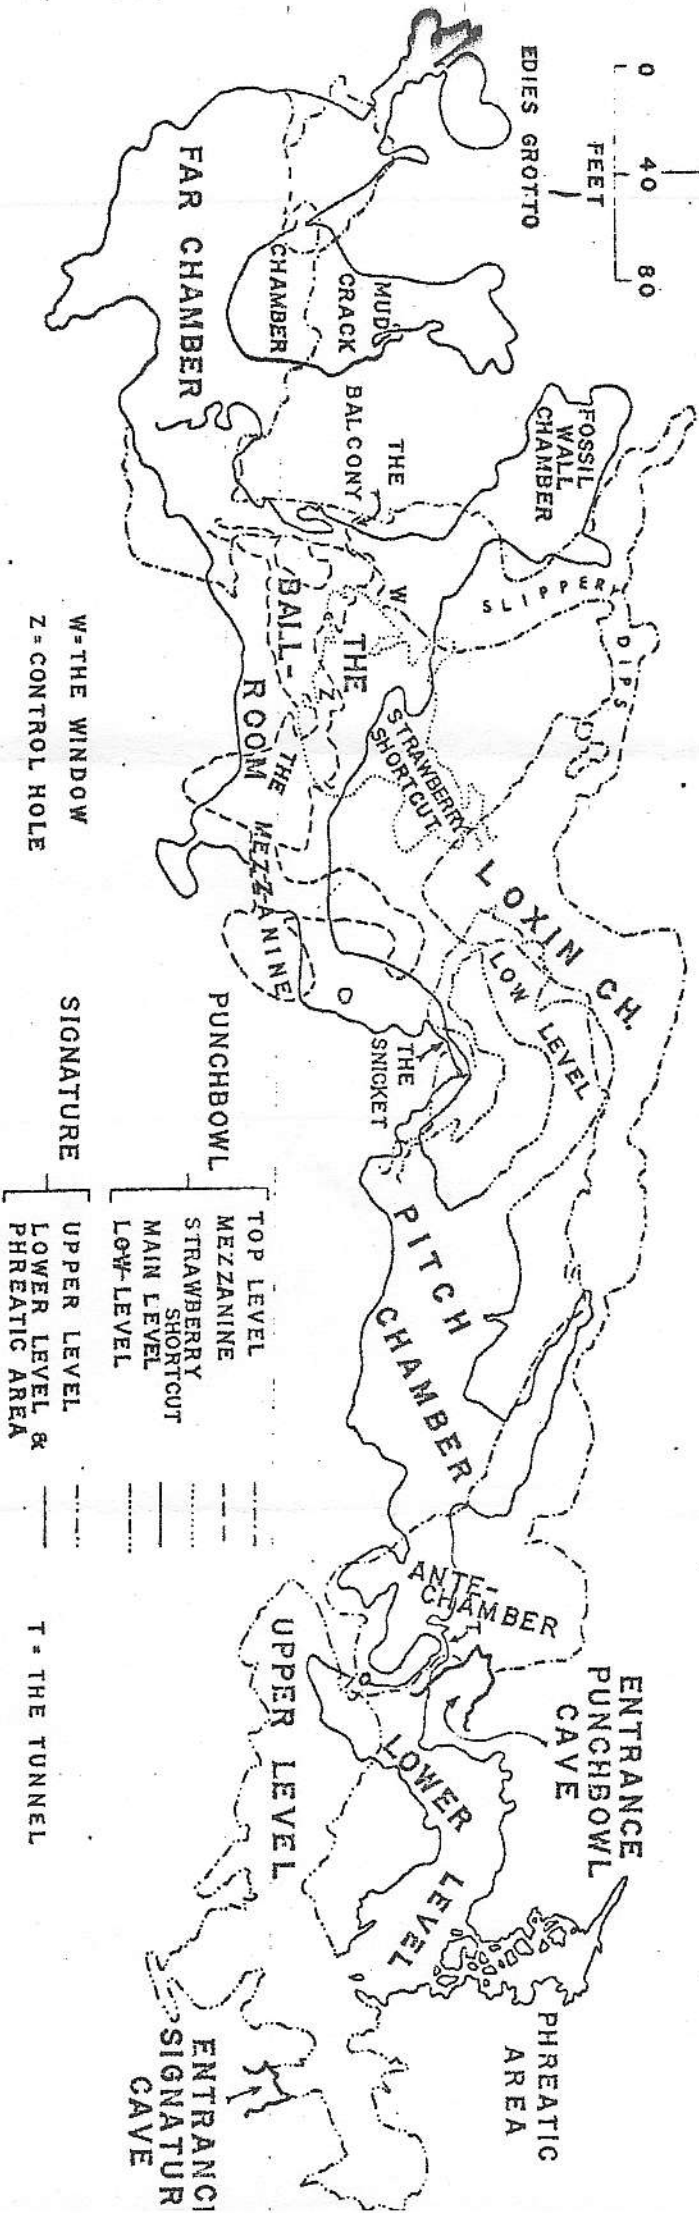 0 40 80
FEET
EDIES GROTTO
FAR CHAMBER
MUD
CRACK
CHAMBER
THE
BALCONY
FOSSIL
WALL
CHAMBER
SLIPPERY
DIPS
W
THE
BALL-
ROOM
Z
STRAWBERRY
SHORTCUT
THE MEZZANINE
LOXIN CH.
LOW LEVEL
THE
SNICKET
PITCH
CHAMBER
ANTE-
CHAMBER
T
ENTRANCE
PUNCHBOWL
CAVE
UPPER LEVEL
LOWER
LEVEL
PHREATIC
AREA
ENTRANC
SIGNATUR
CAVE
W=THE WINDOW
Z=CONTROL HOLE
PUNCHBOWL
TOP LEVEL
MEZZANINE
STRAWBERRY
SHORTCUT
MAIN LEVEL
LOW-LEVEL
SIGNATURE
UPPER LEVEL
LOWER LEVEL &
PHREATIC AREA
T= THE TUNNEL